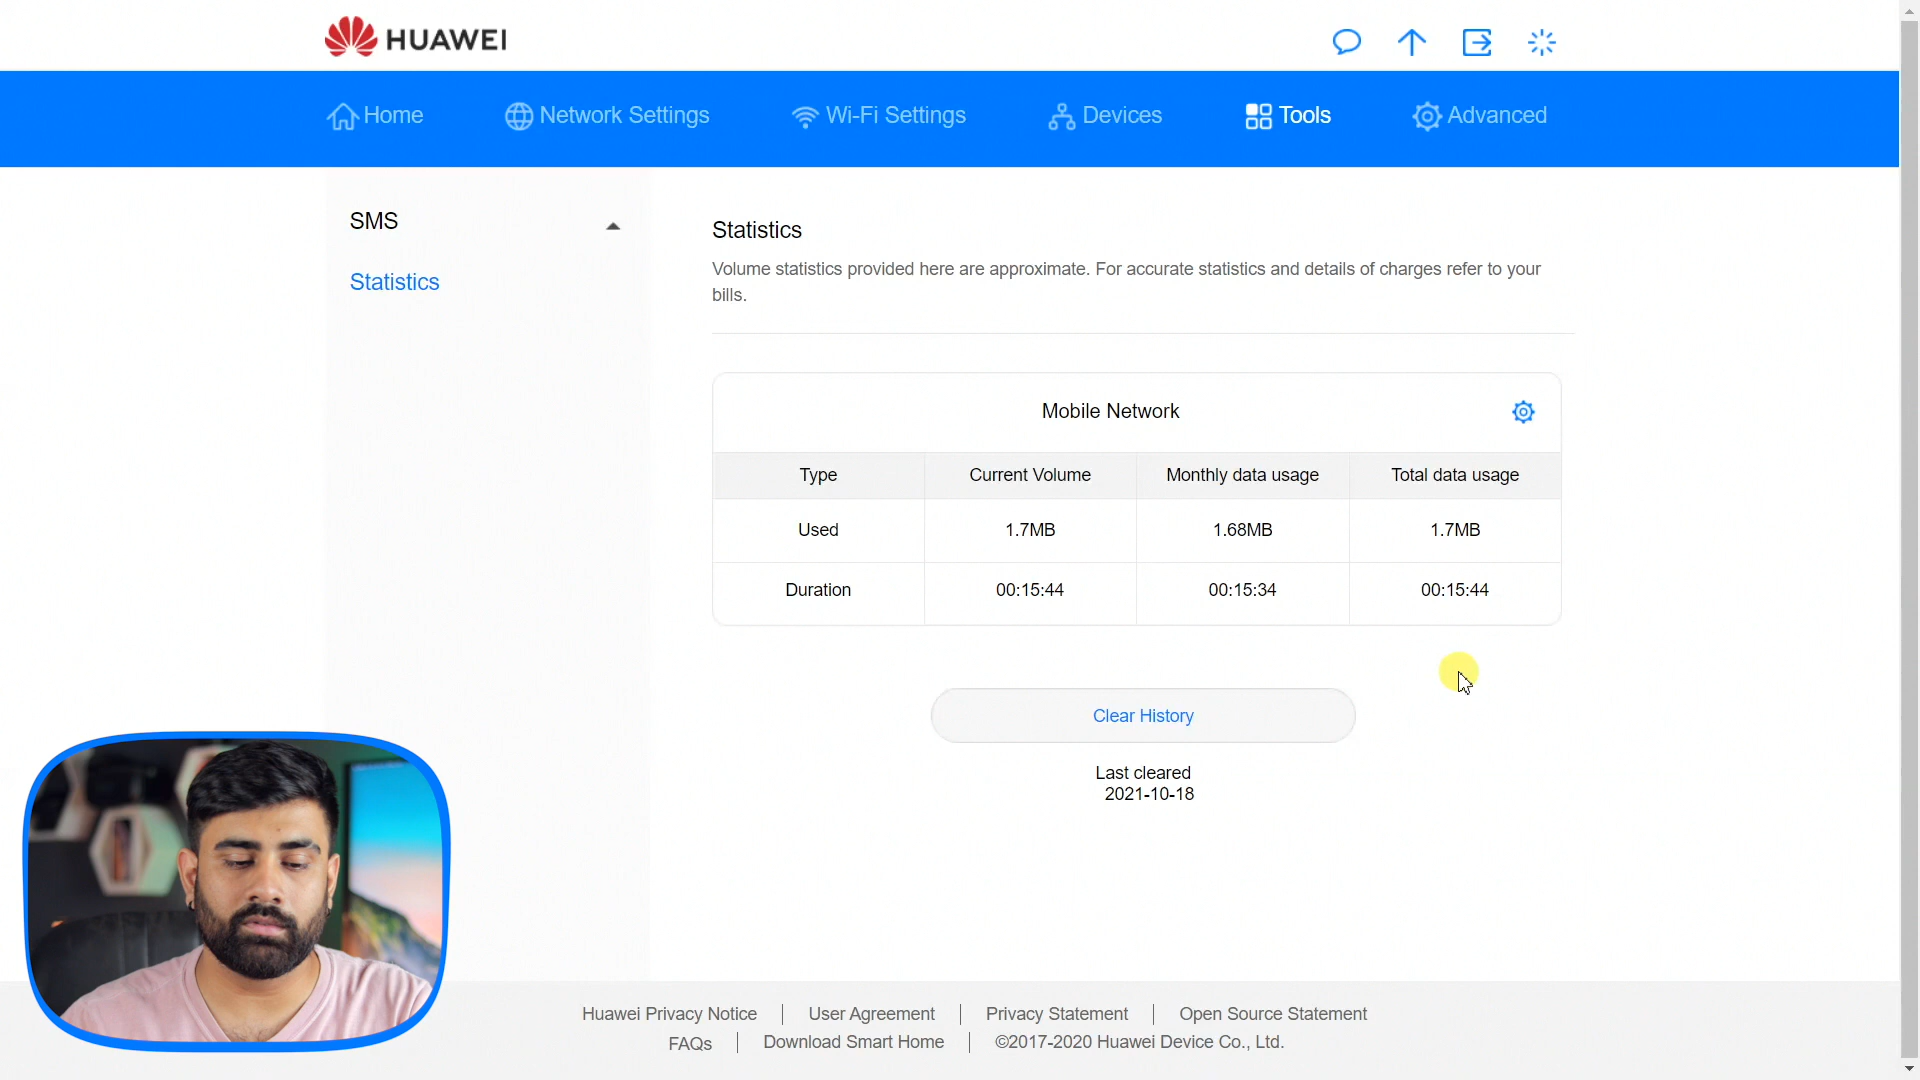 HUAWEI
Home
Network Settings
Wi-Fi Settings
Devices
Tools
Advanced
SMS
Statistics
Statistics
Volume statistics provided here are approximate. For accurate statistics and details of charges refer to your
bills.
Mobile Network
Type Current Volume Monthly data usage Total data usage
Used 1.7MB 1.68MB 1.7MB
Duration 00:15:44 00:15:34 00:15:44
Clear History
Last cleared
2021-10-18
Huawei Privacy Notice | User Agreement | Privacy Statement | Open Source Statement
FAQs | Download Smart Home | ©2017-2020 Huawei Device Co., Ltd.